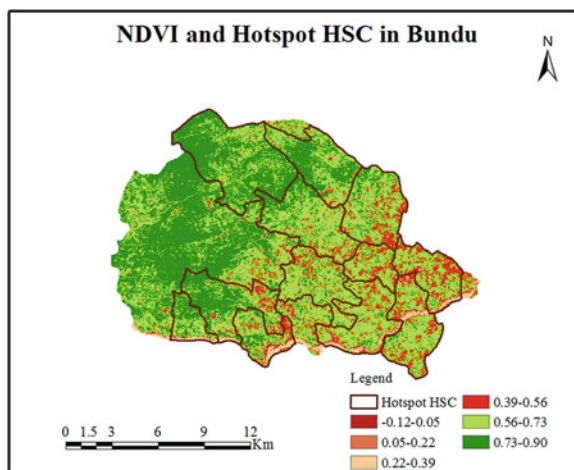 NDVI and Hotspot HSC in Bundu
N
Legend
Hotspot HSC
-0.12-0.05
0.05-0.22
0.22-0.39
0.39-0.56
0.56-0.73
0.73-0.90
0 1.5 3 6 9 12
Km